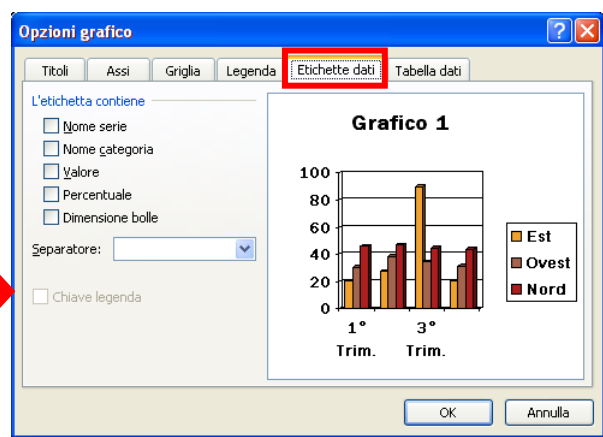 Opzioni grafico
Titoli Assi Griglia Legenda Etichette dati Tabella dati
L'etichetta contiene
Nome serie
Nome categoria
Valore
Percentuale
Dimensione bolle
Separatore:
Chiave legenda
Grafico 1
100
80
60
40
20
0
1° 3°
Trim. Trim.
Est
Ovest
Nord
OK Annulla